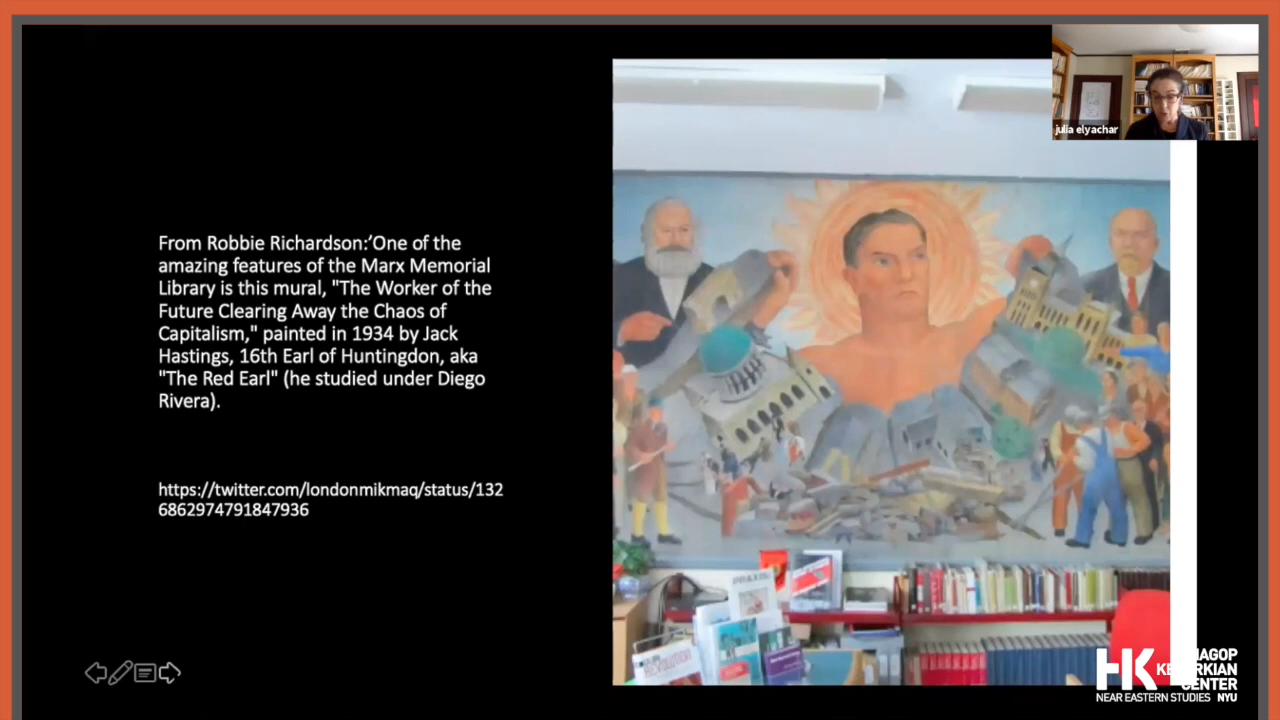 julia elyachar
From Robbie Richardson:’One of the
amazing features of the Marx Memorial
Library is this mural, "The Worker of the
Future Clearing Away the Chaos of
Capitalism," painted in 1934 by Jack
Hastings, 16th Earl of Huntingdon, aka
"The Red Earl" (he studied under Diego
Rivera).
https://twitter.com/londonmikmaq/status/132
6862974791847936
PRAXIS
REVOLUTION
HK
CENTER
NEAR EASTERN STUDIES NYU